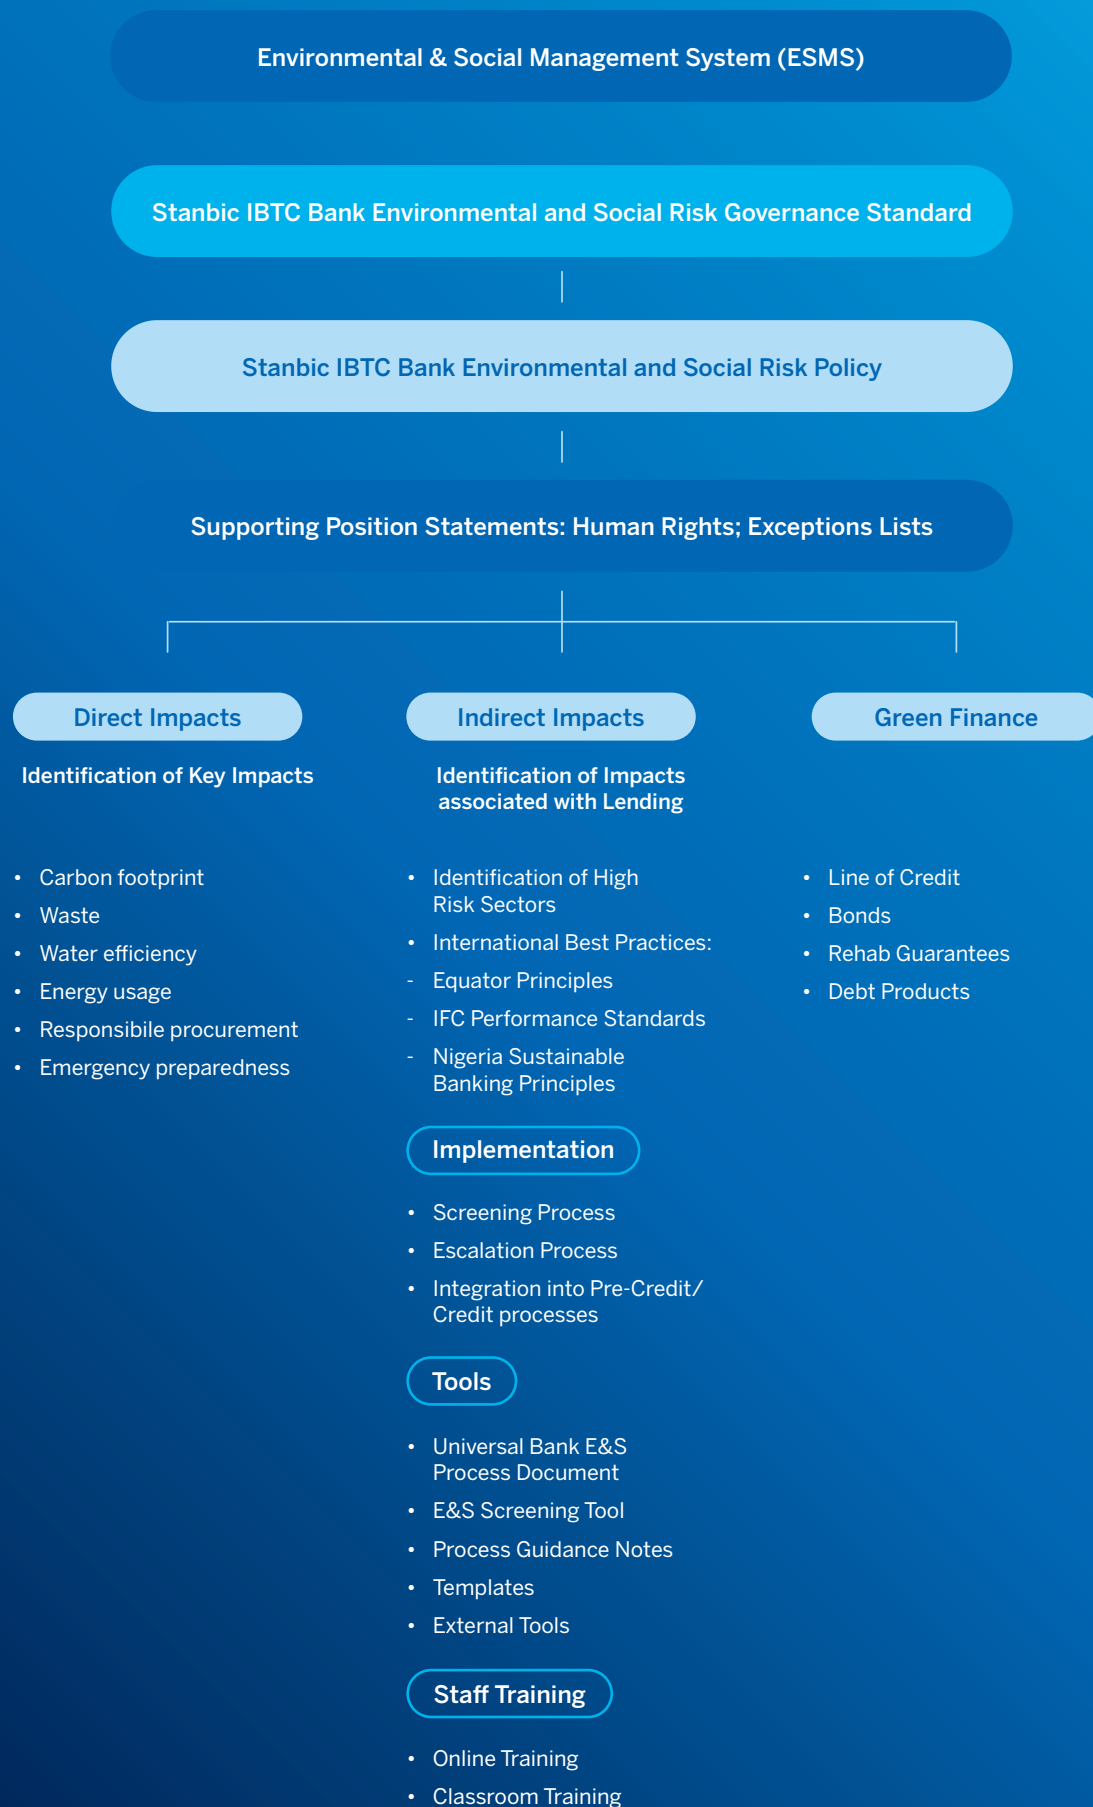 Environmental & Social Management System (ESMS)
Stanbic IBTC Bank Environmental and Social Risk Governance Standard
Stanbic IBTC Bank Environmental and Social Risk Policy
Supporting Position Statements: Human Rights; Exceptions Lists
Direct Impacts
Identification of Key Impacts
• Carbon footprint
• Waste
• Water efficiency
• Energy usage
• Responsibile procurement
• Emergency preparedness
Indirect Impacts
Identification of Impacts
associated with Lending
• Identification of High
Risk Sectors
• International Best Practices:
- Equator Principles
- IFC Performance Standards
- Nigeria Sustainable
Banking Principles
Implementation
• Screening Process
• Escalation Process
• Integration into Pre-Credit/
Credit processes
Tools
• Universal Bank E&S
Process Document
• E&S Screening Tool
• Process Guidance Notes
• Templates
• External Tools
Staff Training
• Online Training
• Classroom Training
Green Finance
• Line of Credit
• Bonds
• Rehab Guarantees
• Debt Products